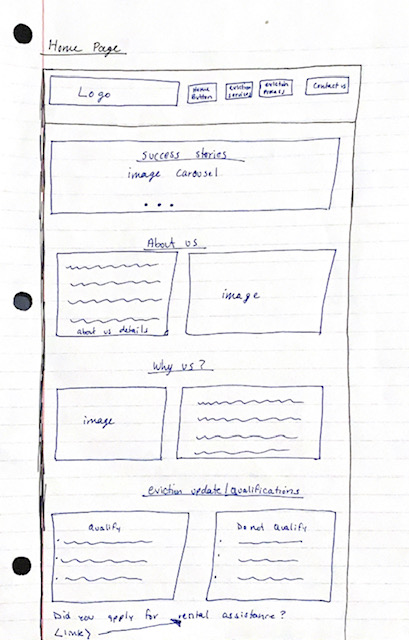 Home Page
Logo
Home Button
eviction services
eviction process
Contact us
Success stories
image carousel
...
About us
about us details
image
Why us?
image
eviction update/qualifications
Qualify
Do not Qualify
Did you apply for rental assistance?
Link